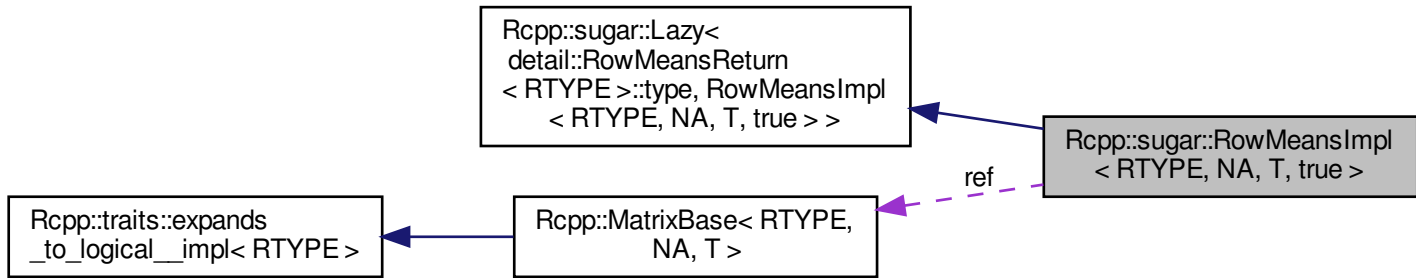 Rcpp::sugar::Lazy<
detail::RowMeansReturn
< RTYPE >::type, RowMeansImpl
< RTYPE, NA, T, true > >
Rcpp::sugar::RowMeansImpl
< RTYPE, NA, T, true >
ref
Rcpp::traits::expands
_to_logical__impl< RTYPE >
Rcpp::MatrixBase< RTYPE,
NA, T >